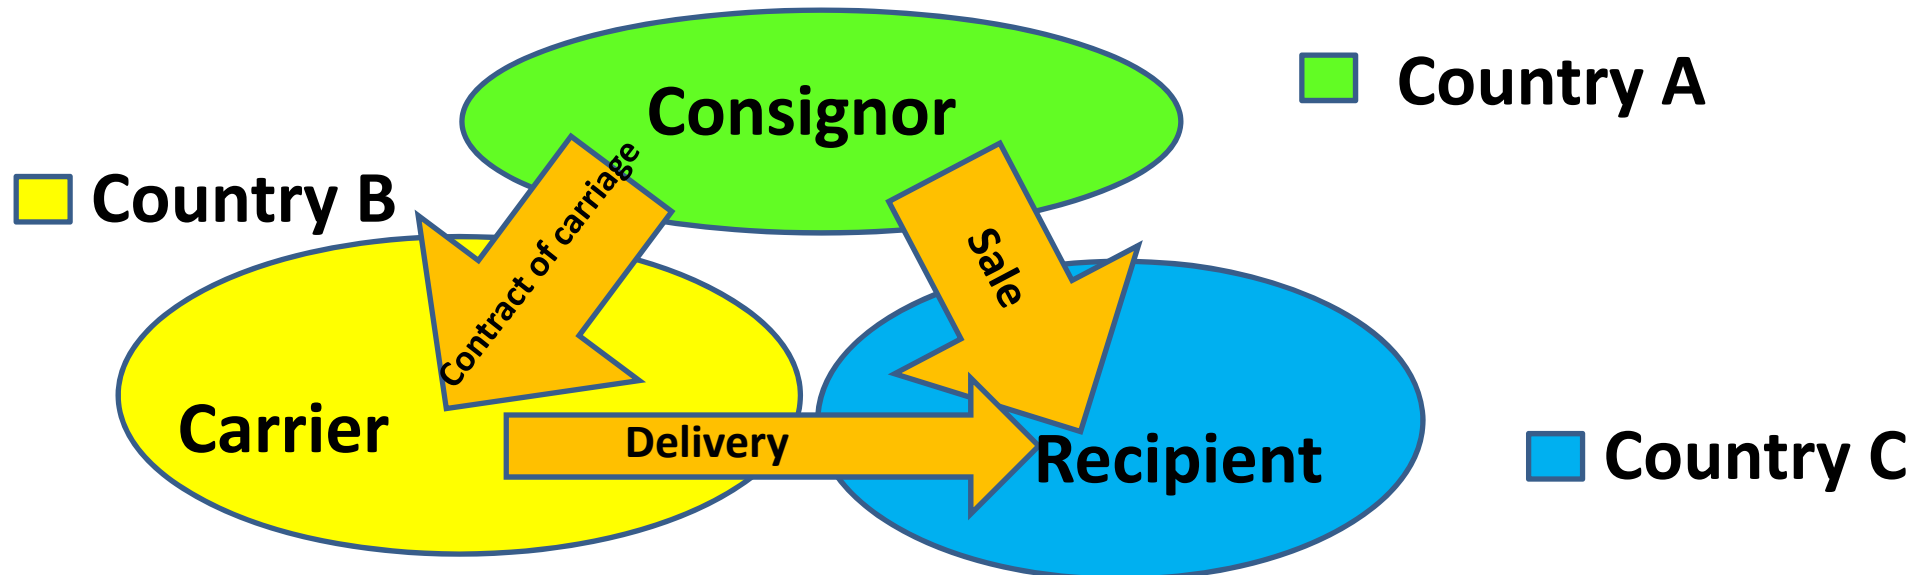 Consignor
Country A
Country B
Contract of carriage
Sale
Carrier
Delivery
Recipient
Country C